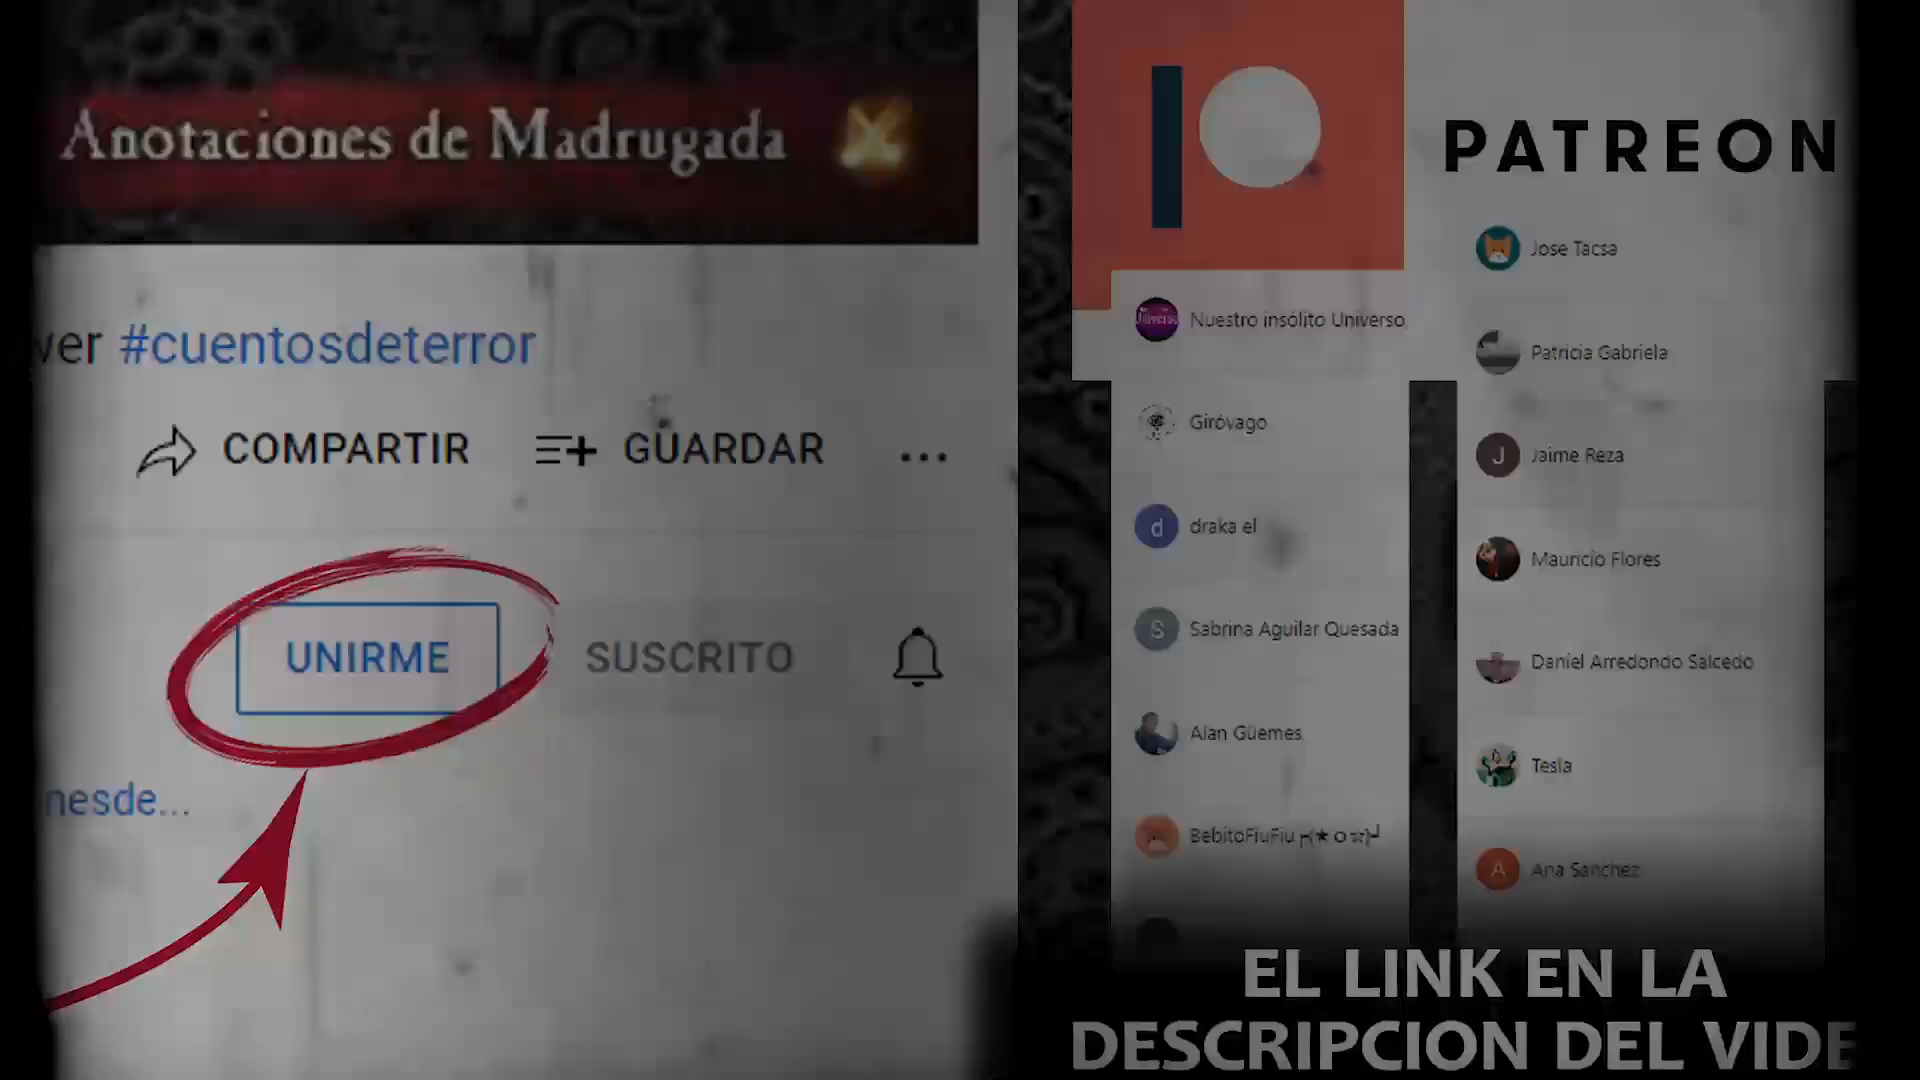 Anotaciones de Madrugada
ver #cuentosdeterror
COMPARTIR
GUARDAR
...
UNIRME
SUSCRITO
nesde...
PATREON
Nuestro insólito Universo
Giróvago
d
draka el
S
Sabrina Aguilar Quesada
Alan Güemes
BebitoFiuFiu
Jose Tacsa
Patricia Gabriela
J
Jaime Reza
Mauricio Flores
Daniel Arredondo Salcedo
Tesla
A
Ana Sanchez
EL LINK EN LA
DESCRIPCION DEL VIDE